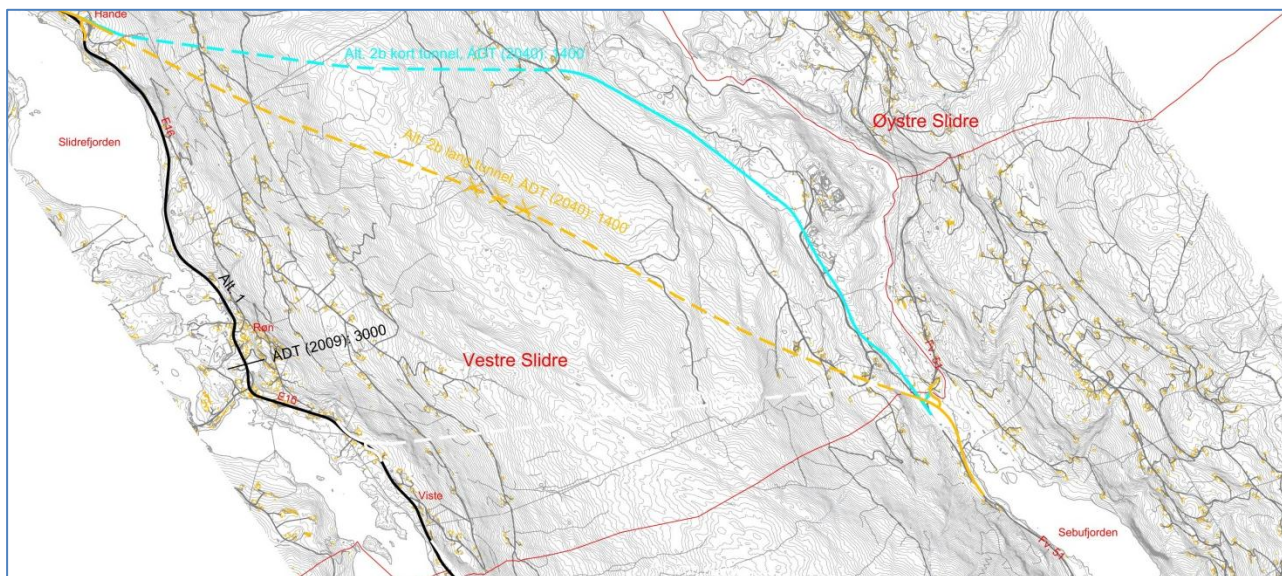 Hande
Alt. 2b kort tunnel, ÅDT (2040): 1400
E16
Slidrefjorden
Øystre Slidre
Alt. 2b lang tunnel, ÅDT (2040): 1400
Alt. 1
Røn
ÅDT (2009): 3000
Vestre Slidre
Fv 51
E16
Viste
Sebufjorden
Fv 51